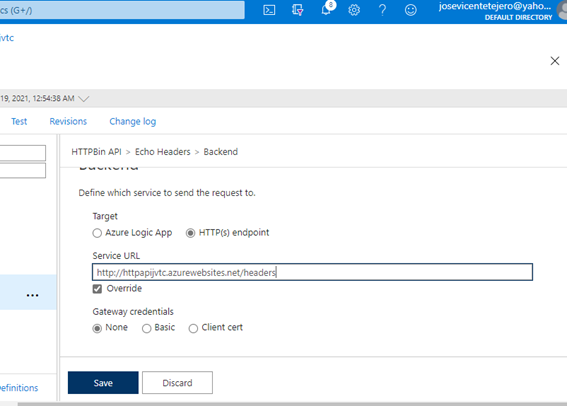 cs (G+/)
8
josevicentetejero@yaho...
DEFAULT DIRECTORY
jvtc
19, 2021, 12:54:38 AM
Test Revisions Change log
HTTPBin API > Echo Headers > Backend
Backend
Define which service to send the request to.
Target
Azure Logic App HTTP(s) endpoint
Service URL
http://httpapijvtc.azurewebsites.net/headers
Override
...
Gateway credentials
None Basic Client cert
Save Discard
efinitions